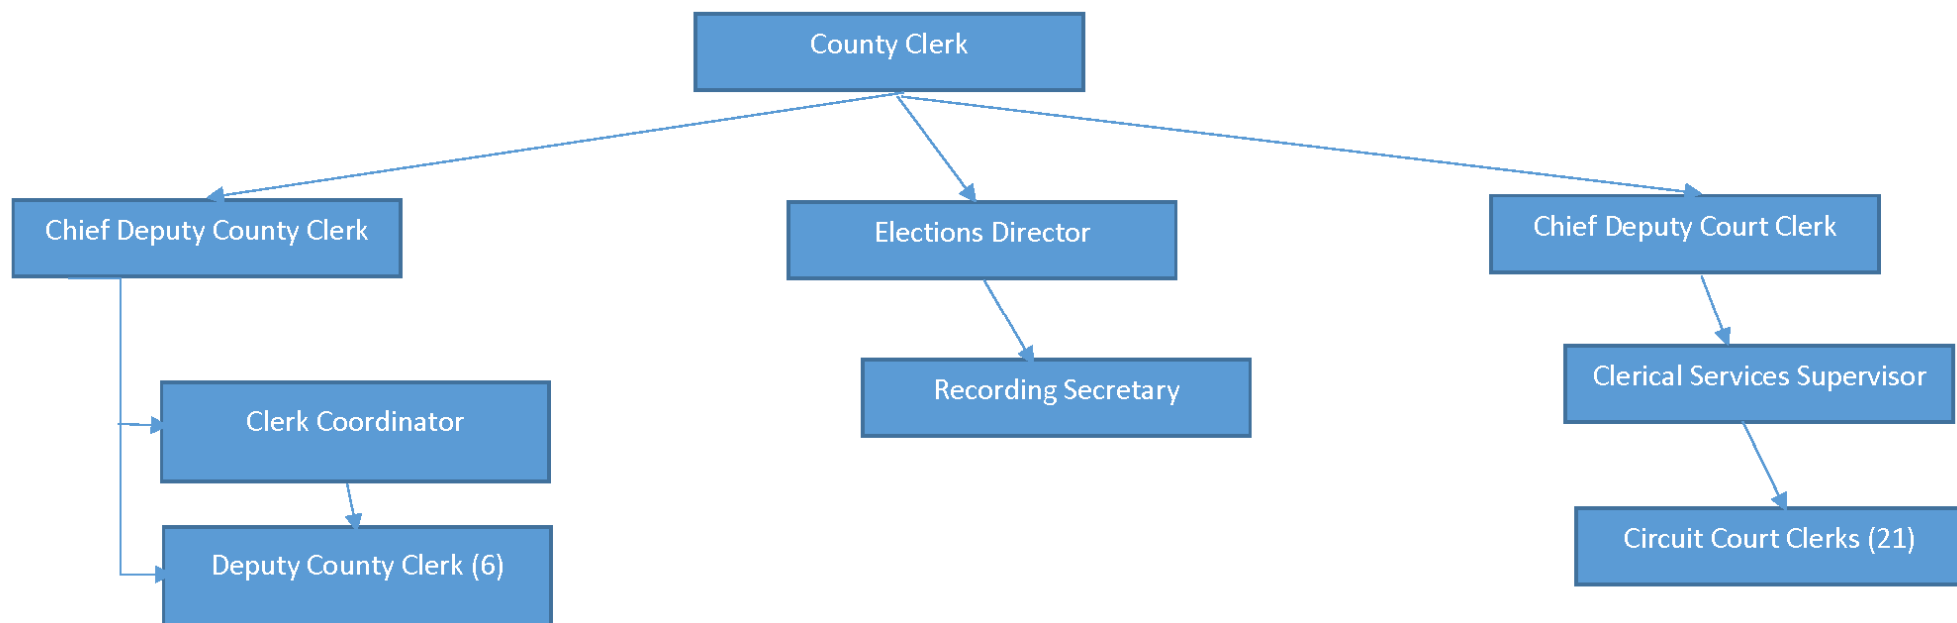 County Clerk
Chief Deputy County Clerk
Elections Director
Chief Deputy Court Clerk
Recording Secretary
Clerical Services Supervisor
Clerk Coordinator
Deputy County Clerk (6)
Circuit Court Clerks (21)